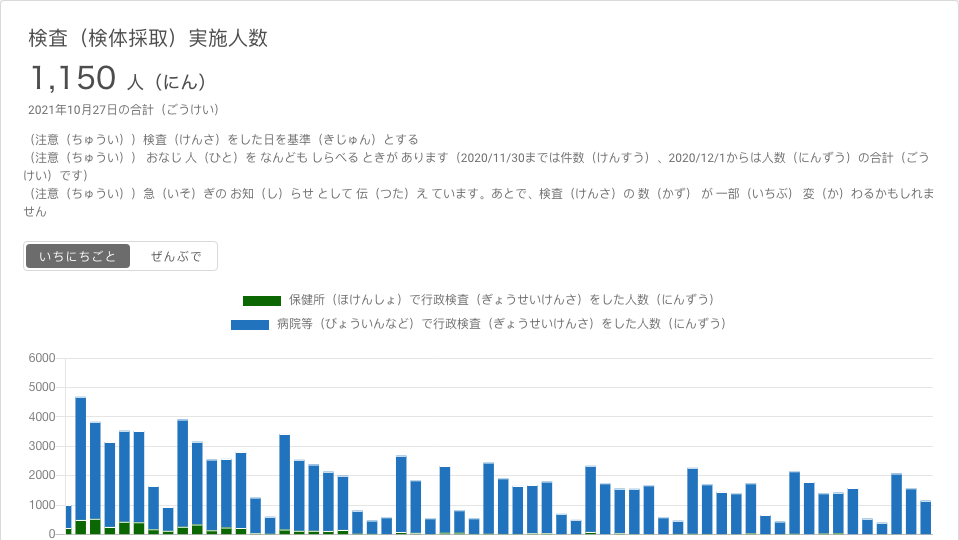 検査（検体採取）実施人数
1,150 人（にん）
2021年10月27日の合計（ごうけい）
（注意（ちゅうい））検査（けんさ）をした日を基準（きじゅん）とする
（注意（ちゅうい）） おなじ 人（ひと）を なんども しらべる ときが あります（2020/11/30までは件数（けんすう）、2020/12/1からは人数（にんずう）の合計（ごう
けい）です）
（注意（ちゅうい））急（いそ）ぎの お知（し）らせ として 伝（つた）え ています。あとで、検査（けんさ）の 数（かず） が 一部（いちぶ） 変（か）わるかもしれま
せん
いちにちごと ぜんぶで
保健所（ほけんしょ）で行政検査（ぎょうせいけんさ）をした人数（にんずう）
病院等（びょういんなど）で行政検査（ぎょうせいけんさ）をした人数（にんずう）
6000
5000
4000
3000
2000
1000
0